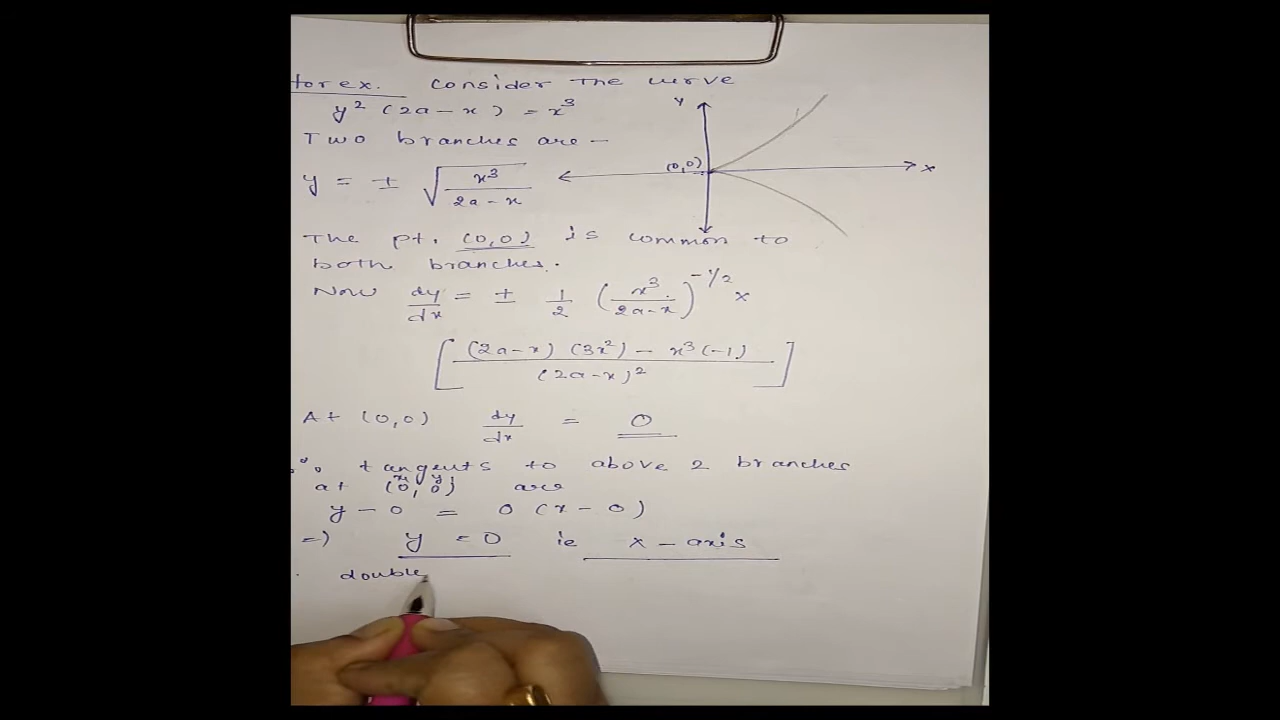 for ex. Consider the curve
y² (2a - x) = x³
Two branches are -
y = ± √(x³/(2a-x))
Y
(0,0)
X
The pt. (0,0) is common to
both branches.
Now dy/dx = ± 1/2 (x³/(2a-x))^(-1/2) ×
[((2a-x) (3x²) - x³(-1))/(2a-x)²]
At (0,0) dy/dx = 0
∴ tangents to above 2 branches
x y
at (0, 0) are
y - 0 = 0 (x - 0)
=) y = 0 ie x - axis
double